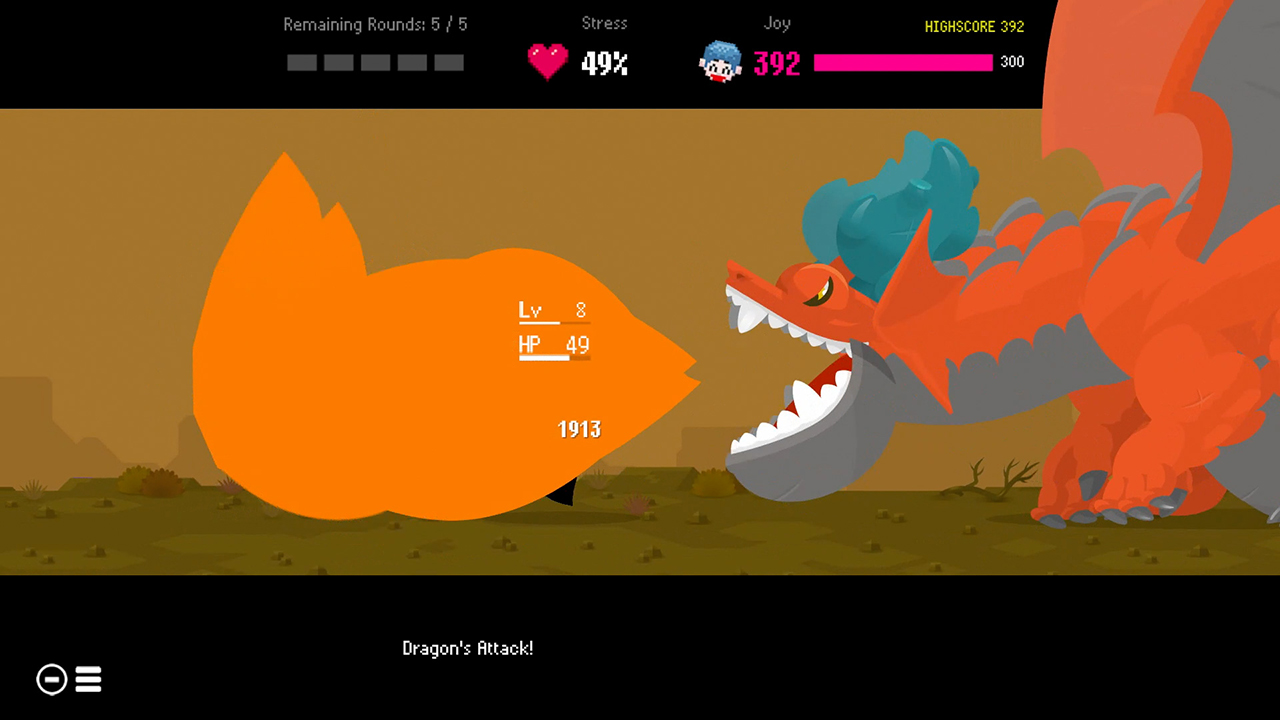 Remaining Rounds: 5 / 5
Stress
49%
Joy
392
HIGHSCORE 392
300
Lv 8
HP 49
1913
Dragon's Attack!